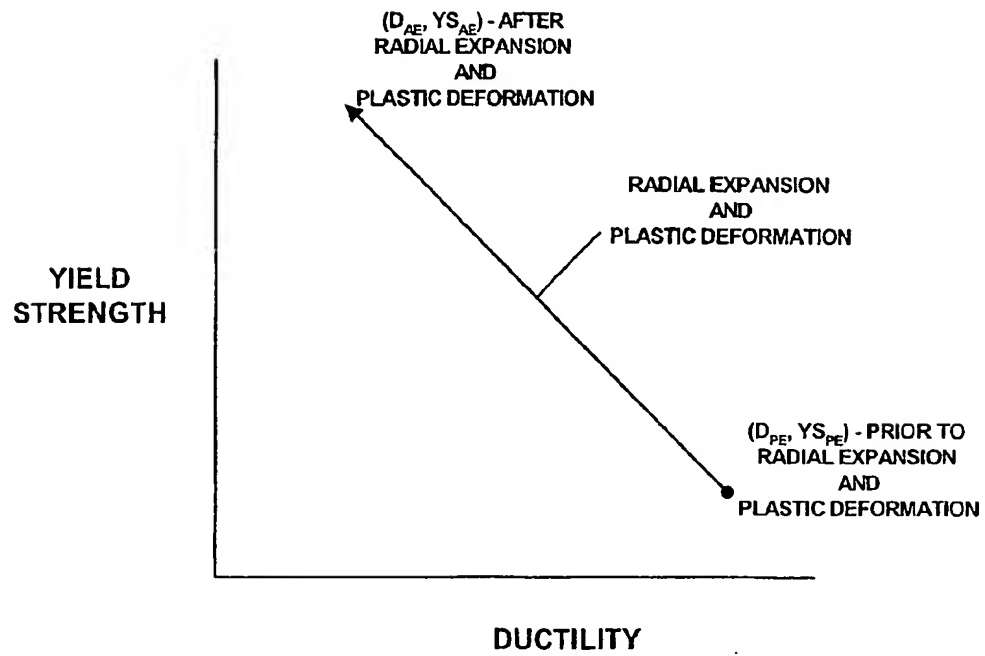 (D_AE, YS_AE) - AFTER
RADIAL EXPANSION
AND
PLASTIC DEFORMATION
RADIAL EXPANSION
AND
PLASTIC DEFORMATION
YIELD
STRENGTH
(D_PE, YS_PE) - PRIOR TO
RADIAL EXPANSION
AND
PLASTIC DEFORMATION
DUCTILITY